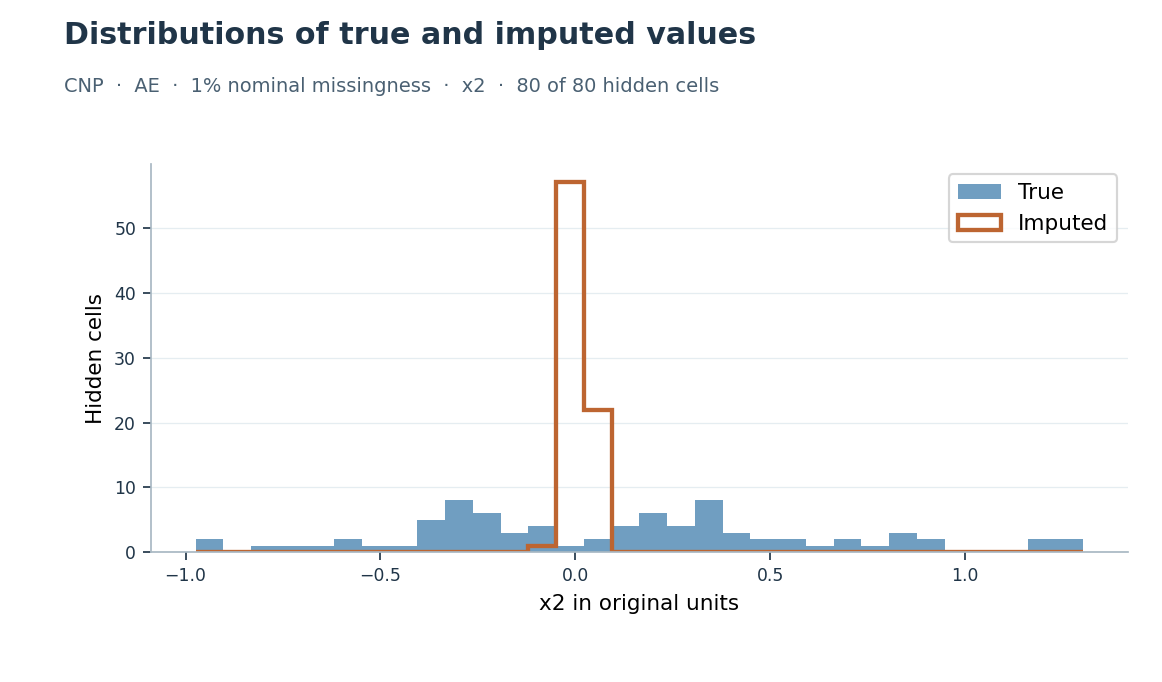 Distributions of true and imputed values
CNP · AE · 1% nominal missingness · x2 · 80 of 80 hidden cells
True
Imputed
Hidden cells
50
40
30
20
10
0
−1.0
−0.5
0.0
0.5
1.0
x2 in original units